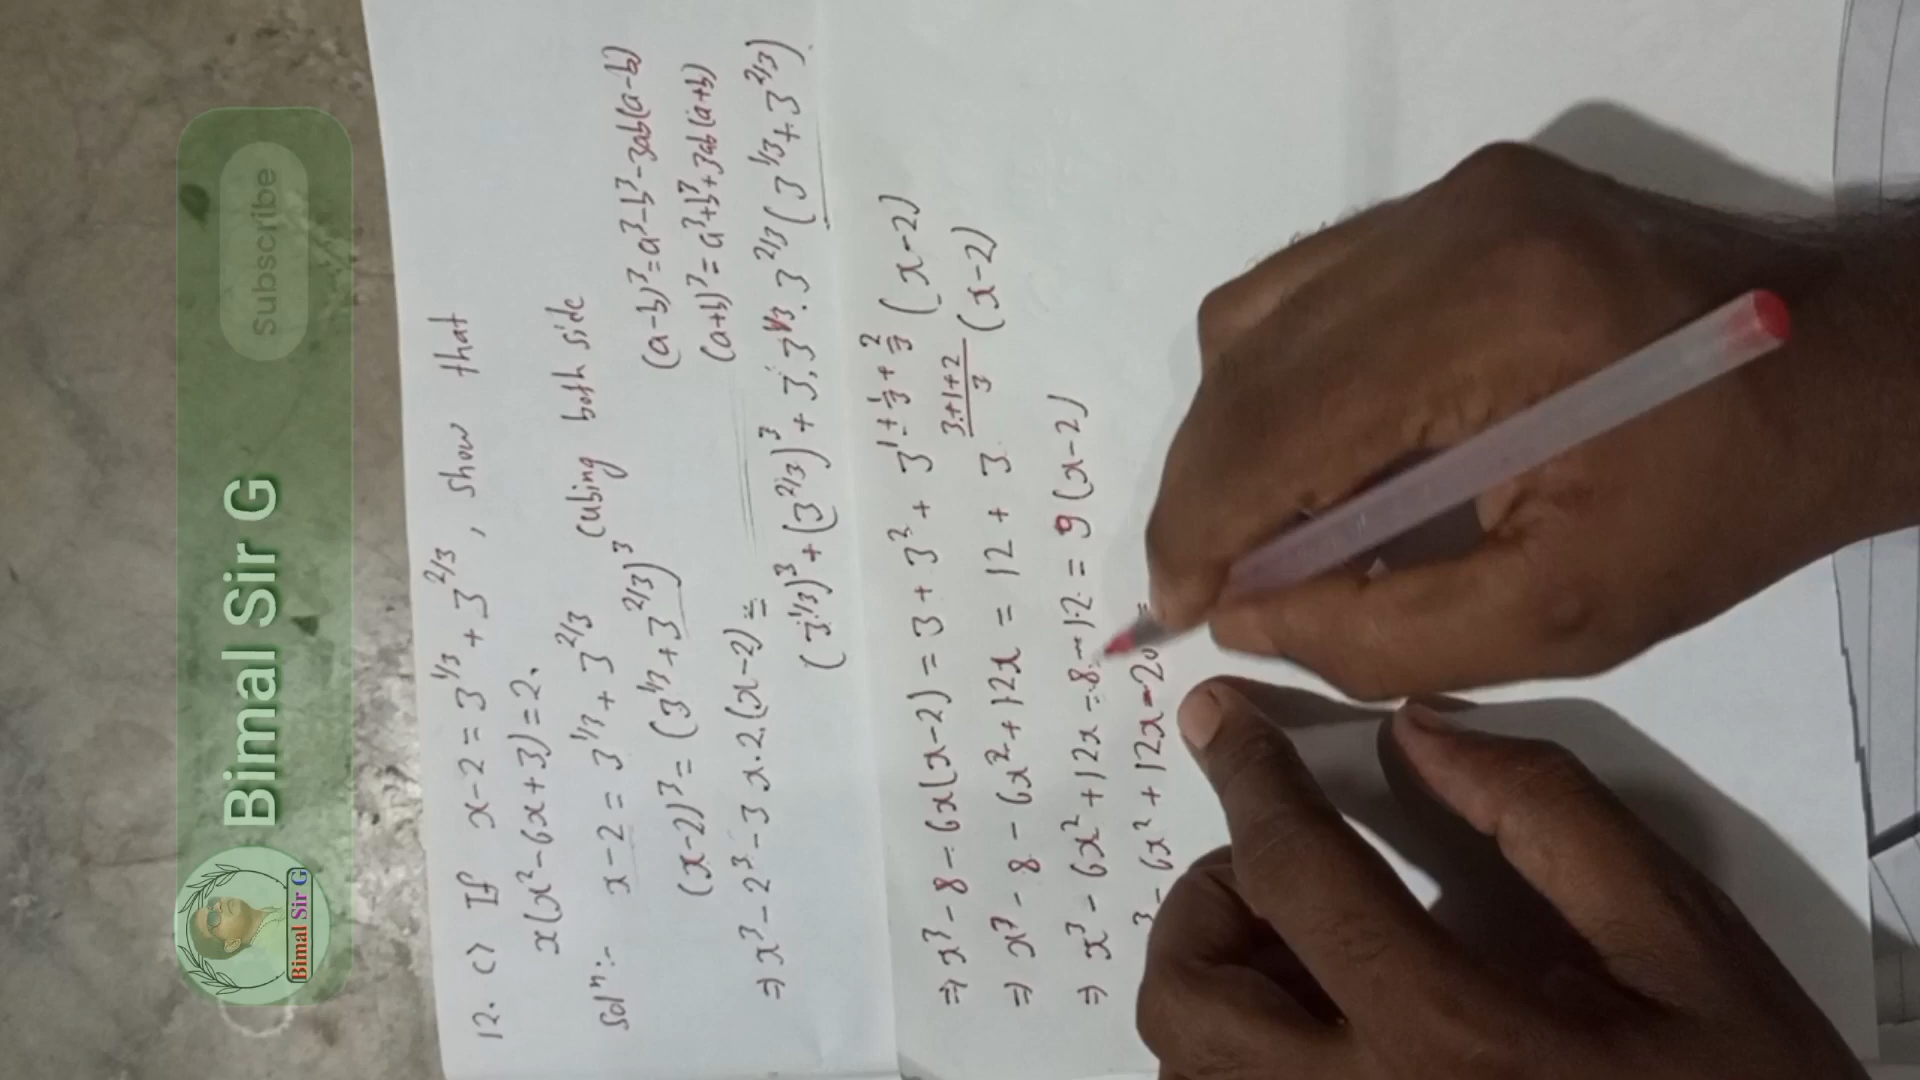 Bimal Sir G
Subscribe
Bimal Sir G
12. c) If x-2 = 3^1/3 + 3^2/3, show that
x(x²-6x+3)=2.
Solⁿ:- x-2 = 3^1/3 + 3^2/3 Cubing both side
(x-2)³ = (3^1/3 + 3^2/3)³
(a-b)³=a³-b³-3ab(a-b)
(a+b)³=a³+b³+3ab(a+b)
⇒ x³-2³-3x.2.(x-2) =
(3^1/3)³+(3^2/3)³+3.3^1/3.3^2/3(3^1/3+3^2/3)
⇒ x³-8-6x(x-2) = 3+3²+3^(1+1/3+2/3)(x-2)
⇒ x³-8-6x²+12x = 12+3^((3+1+2)/3)(x-2)
⇒ x³-6x²+12x-8-12 = 9(x-2)
³-6x²+12x-20=